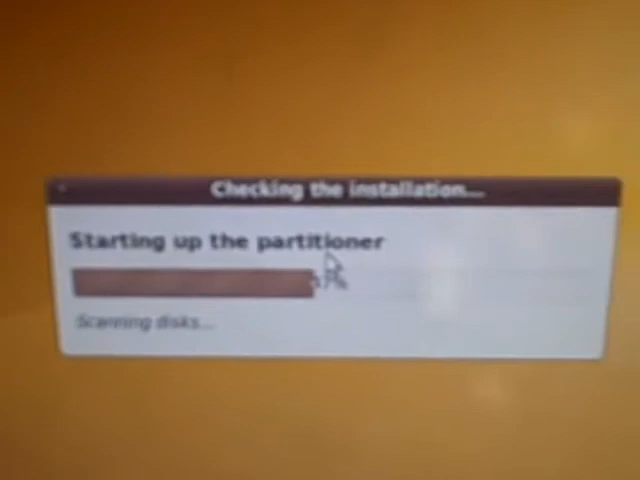 Checking the installation...
Starting up the partitioner
Scanning disks...